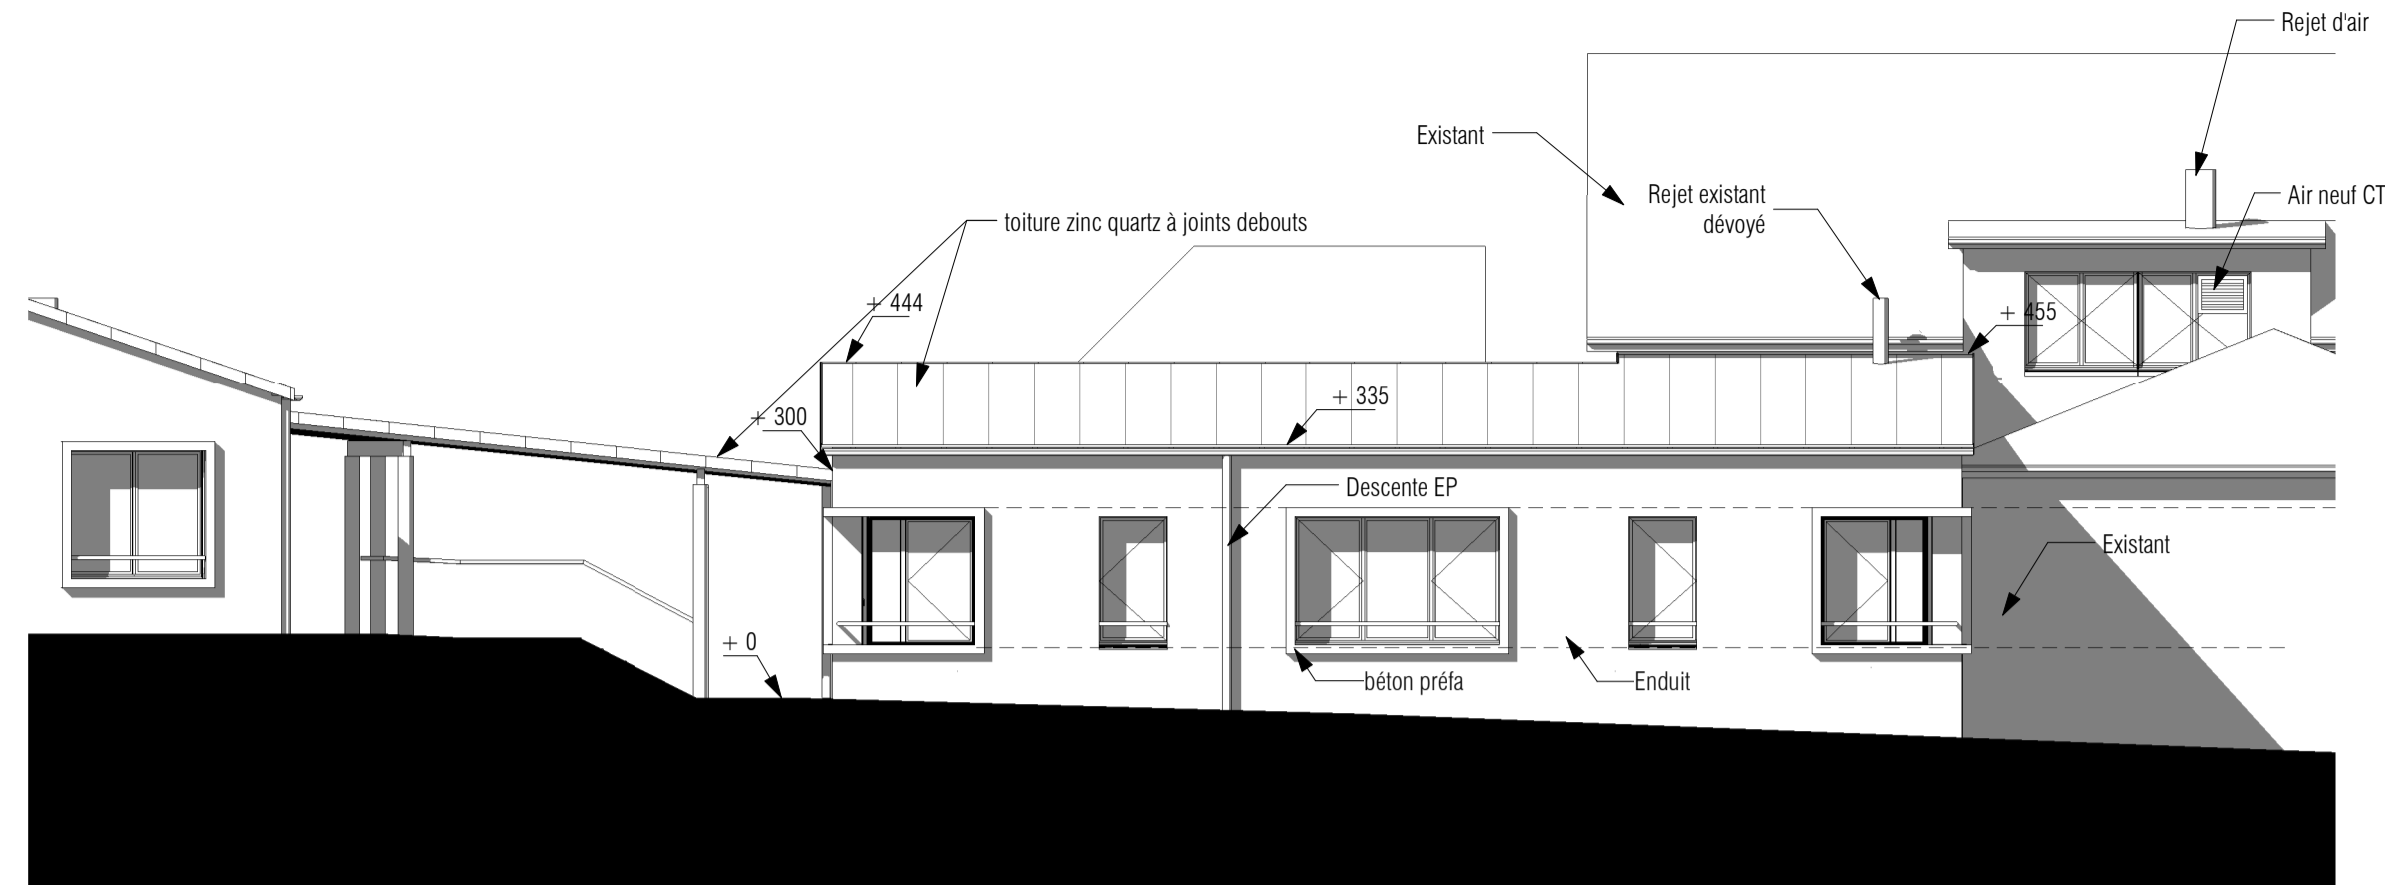 Rejet d'air
Existant
Rejet existant
dévoyé
Air neuf CT
toiture zinc quartz à joints debouts
+ 444
+ 455
+ 335
+ 300
Descente EP
Existant
+ 0
béton préfa
Enduit